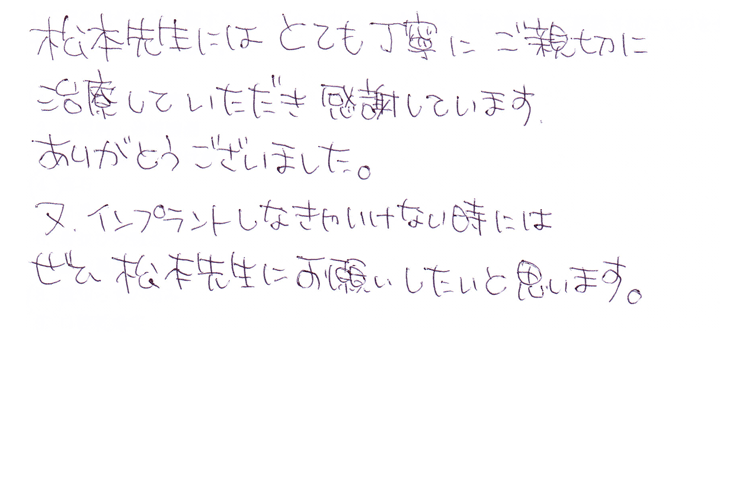 松本先生には とても丁寧に ご親切に
治療していただき 感謝しています.
ありがとうございました。
又、インプラントしなきゃいけない時には
ぜひ 松本先生にお願いしたいと思います。